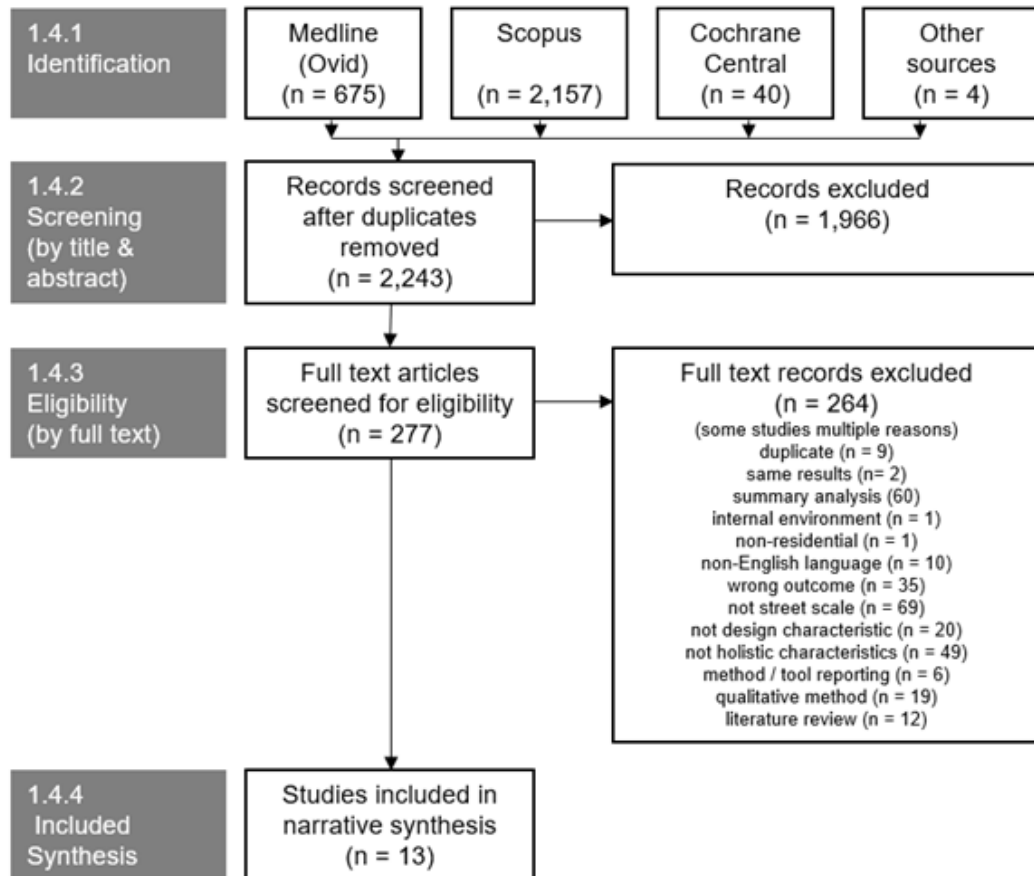 1.4.1
Identification
Medline
(Ovid)
(n = 675)
Scopus
(n = 2,157)
Cochrane
Central
(n = 40)
Other
sources
(n = 4)
1.4.2
Screening
(by title &
abstract)
Records screened
after duplicates
removed
(n = 2,243)
Records excluded
(n = 1,966)
1.4.3
Eligibility
(by full text)
Full text articles
screened for eligibility
(n = 277)
Full text records excluded
(n = 264)
(some studies multiple reasons)
duplicate (n = 9)
same results (n= 2)
summary analysis (60)
internal environment (n = 1)
non-residential (n = 1)
non-English language (n = 10)
wrong outcome (n = 35)
not street scale (n = 69)
not design characteristic (n = 20)
not holistic characteristics (n = 49)
method / tool reporting (n = 6)
qualitative method (n = 19)
literature review (n = 12)
1.4.4
Included
Synthesis
Studies included in
narrative synthesis
(n = 13)